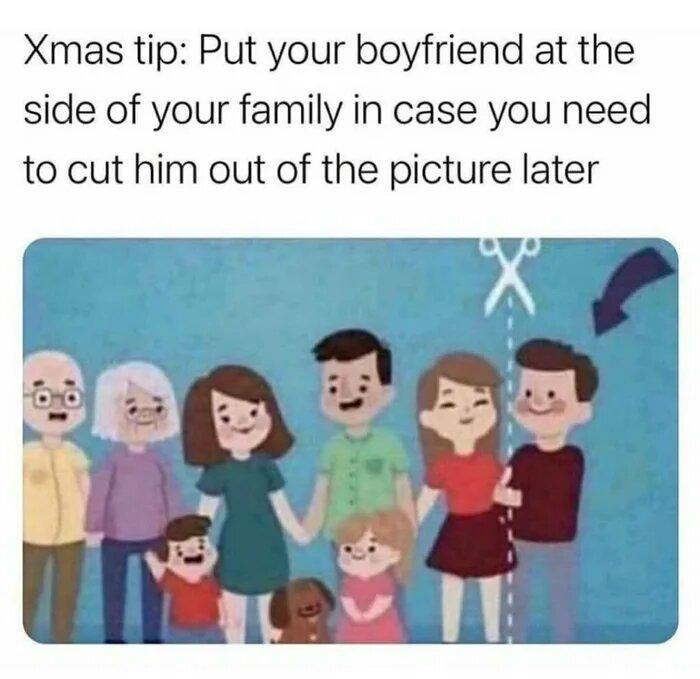 Xmas tip: Put your boyfriend at the
side of your family in case you need
to cut him out of the picture later